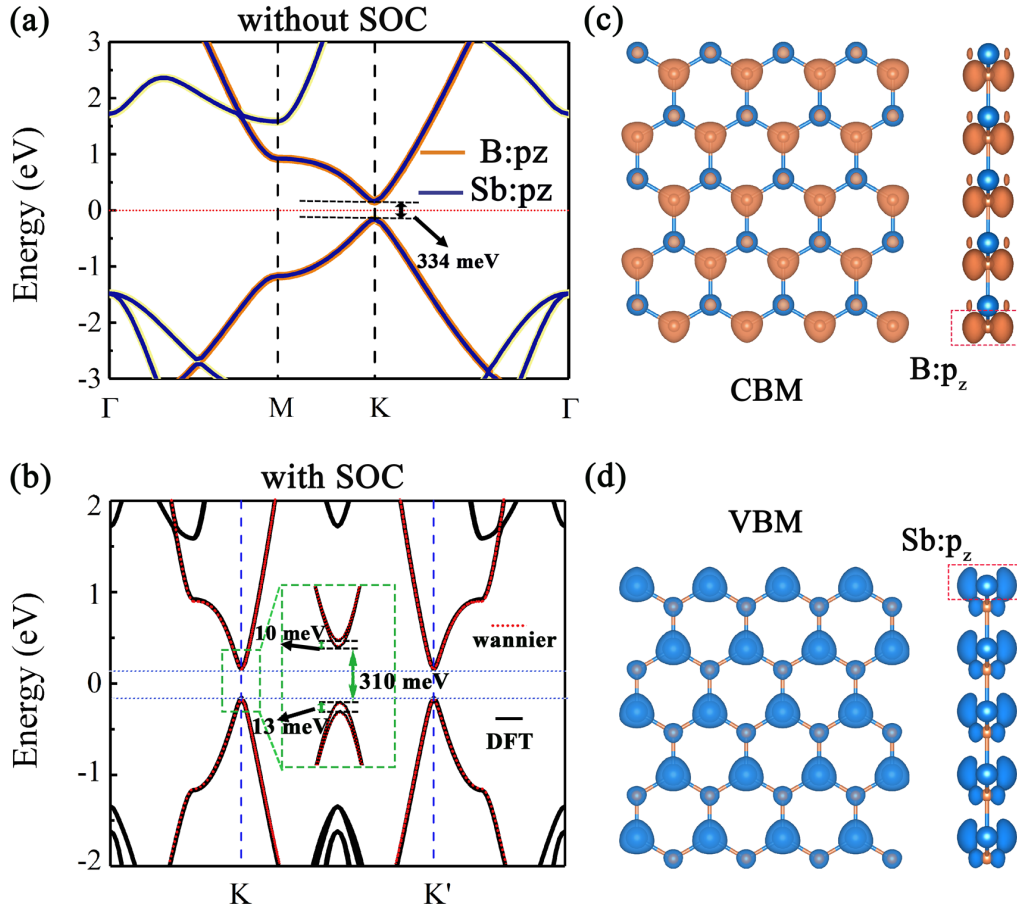 (a)
without SOC
Energy (eV)
3
2
1
0
-1
-2
-3
B:pz
Sb:pz
334 meV
Γ
M
K
Γ
(c)
B:pz
CBM
(b)
with SOC
Energy (eV)
2
1
0
-1
-2
10 meV
310 meV
13 meV
wannier
DFT
K
K'
(d)
VBM
Sb:pz